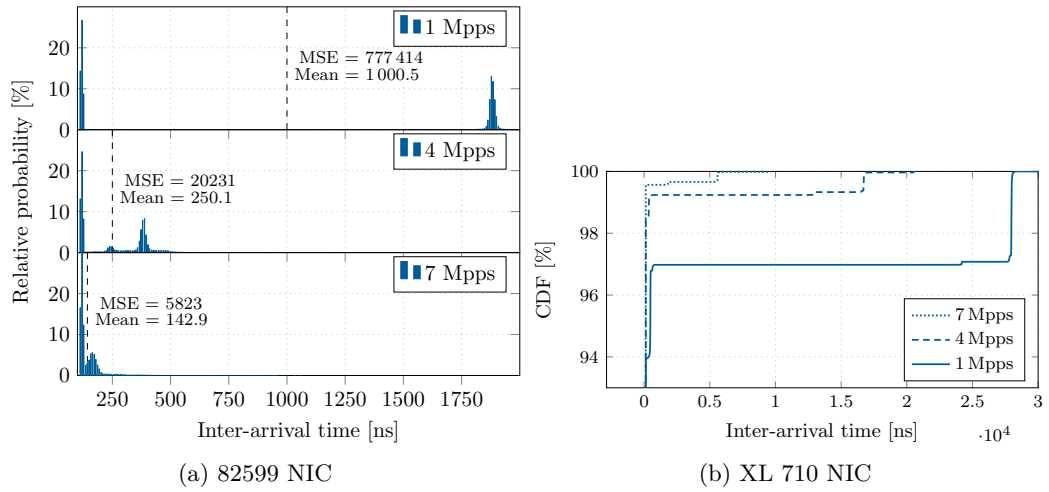 Relative probability [%]
20
10
0
1 Mpps
MSE = 777 414
Mean = 1 000.5
20
10
0
4 Mpps
MSE = 20231
Mean = 250.1
20
10
0
7 Mpps
MSE = 5823
Mean = 142.9
250 500 750 1000 1250 1500 1750
Inter-arrival time [ns]
(a) 82599 NIC
CDF [%]
100
98
96
94
7 Mpps
4 Mpps
1 Mpps
0 0.5 1 1.5 2 2.5 3
Inter-arrival time [ns]
·10⁴
(b) XL 710 NIC